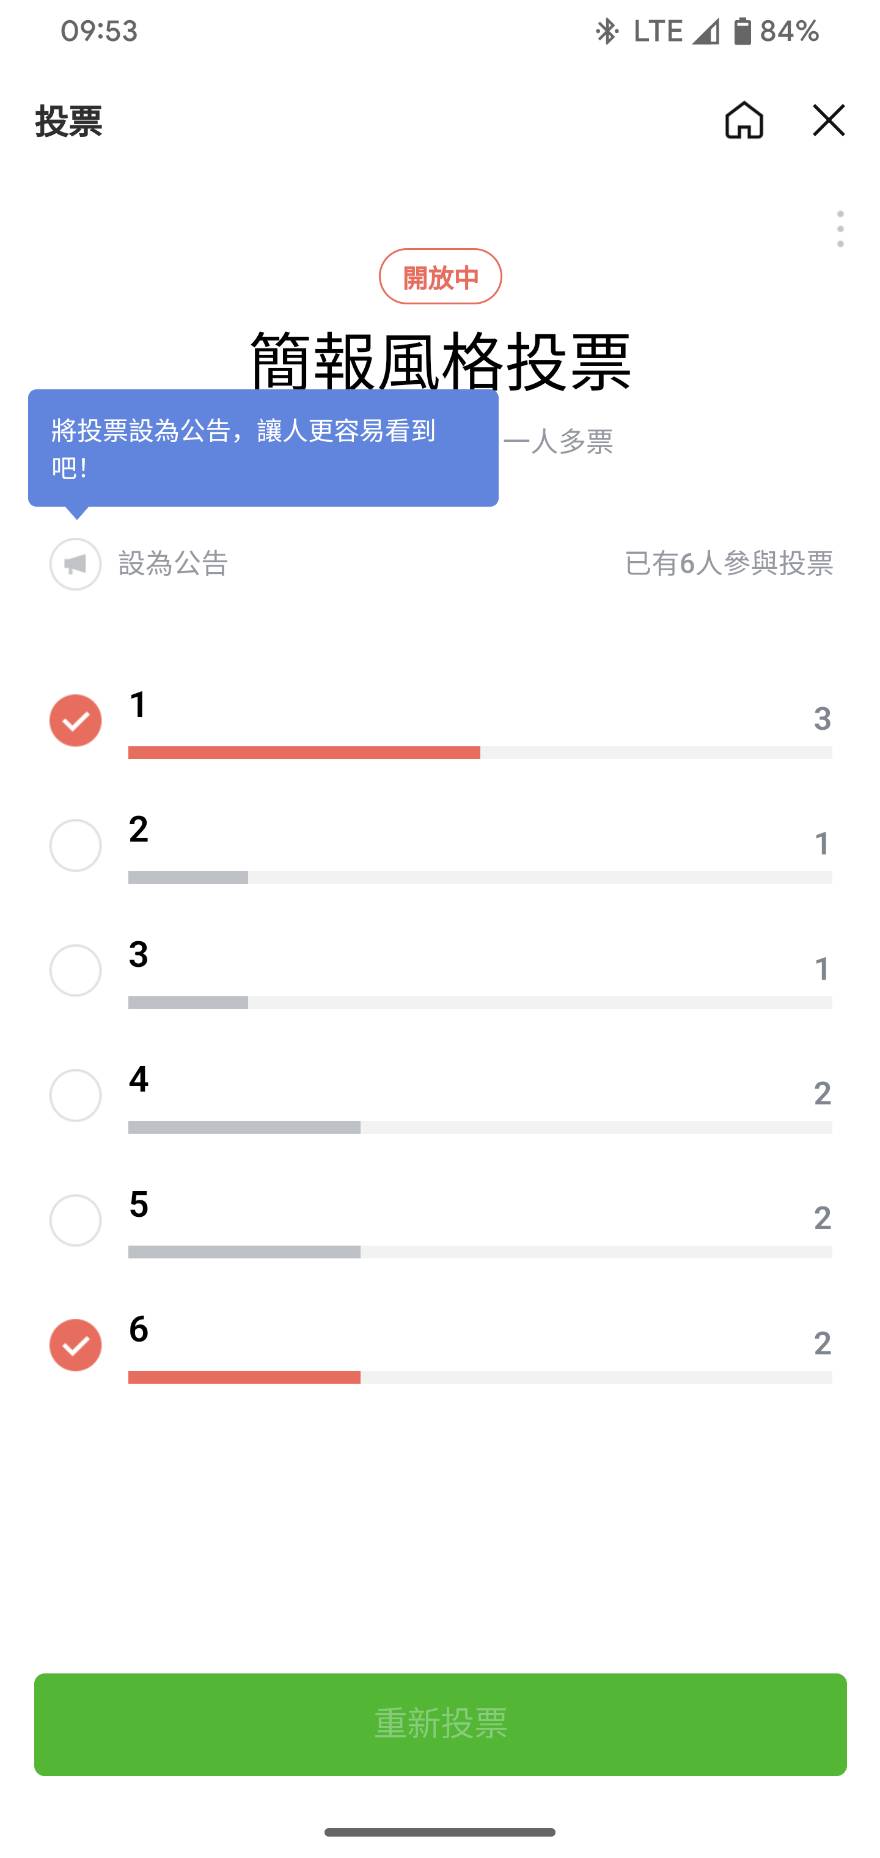 09:53 LTE 84%
投票
開放中
簡報風格投票
將投票設為公告，讓人更容易看到
吧！
一人多票
設為公告 已有6人參與投票
1 3
2 1
3 1
4 2
5 2
6 2
重新投票